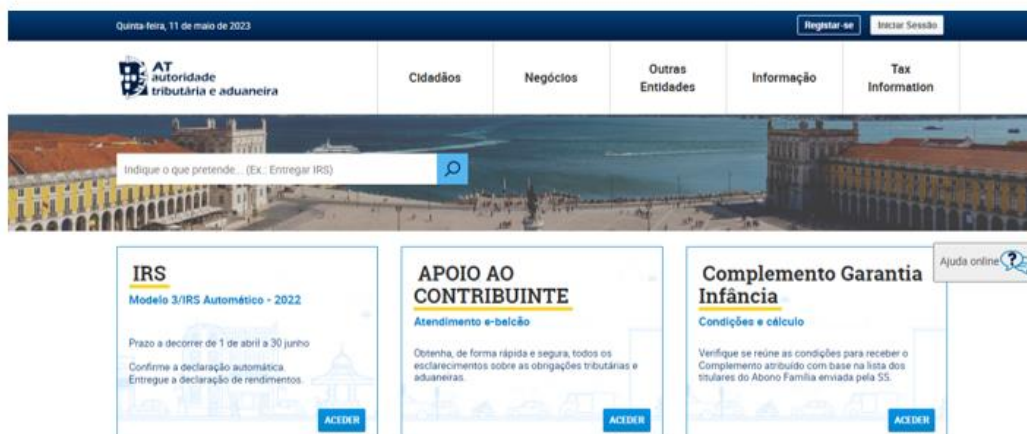 Quinta-feira, 11 de maio de 2023
Registar-se
Iniciar Sessão
AT
autoridade
tributária e aduaneira
Cidadãos
Negócios
Outras
Entidades
Informação
Tax
Information
Indique o que pretende... (Ex.: Entregar IRS)
Ajuda online
IRS
Modelo 3/IRS Automático - 2022
Prazo a decorrer de 1 de abril a 30 junho
Confirme a declaração automática.
Entregue a declaração de rendimentos.
ACEDER
APOIO AO
CONTRIBUINTE
Atendimento e-balcão
Obtenha, de forma rápida e segura, todos os
esclarecimentos sobre as obrigações tributárias e
aduaneiras.
ACEDER
Complemento Garantia
Infância
Condições e cálculo
Verifique se reúne as condições para receber o
Complemento atribuído com base na lista dos
titulares do Abono Família enviada pela SS.
ACEDER